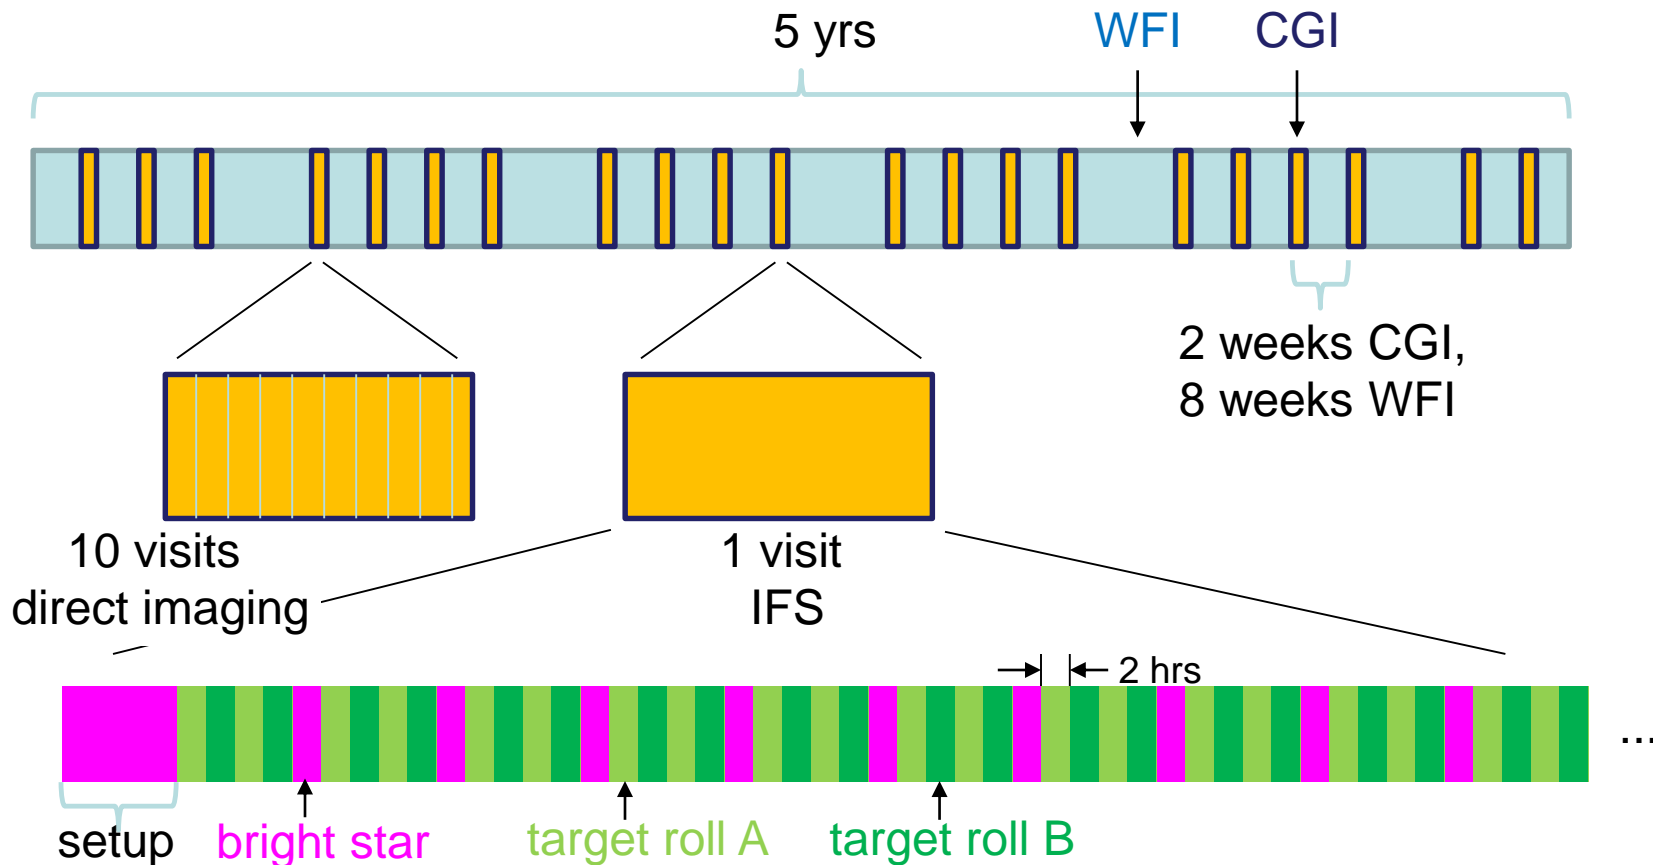 5 yrs
WFI
CGI
2 weeks CGI,
8 weeks WFI
10 visits
direct imaging
1 visit
IFS
2 hrs
...
setup
bright star
target roll A
target roll B